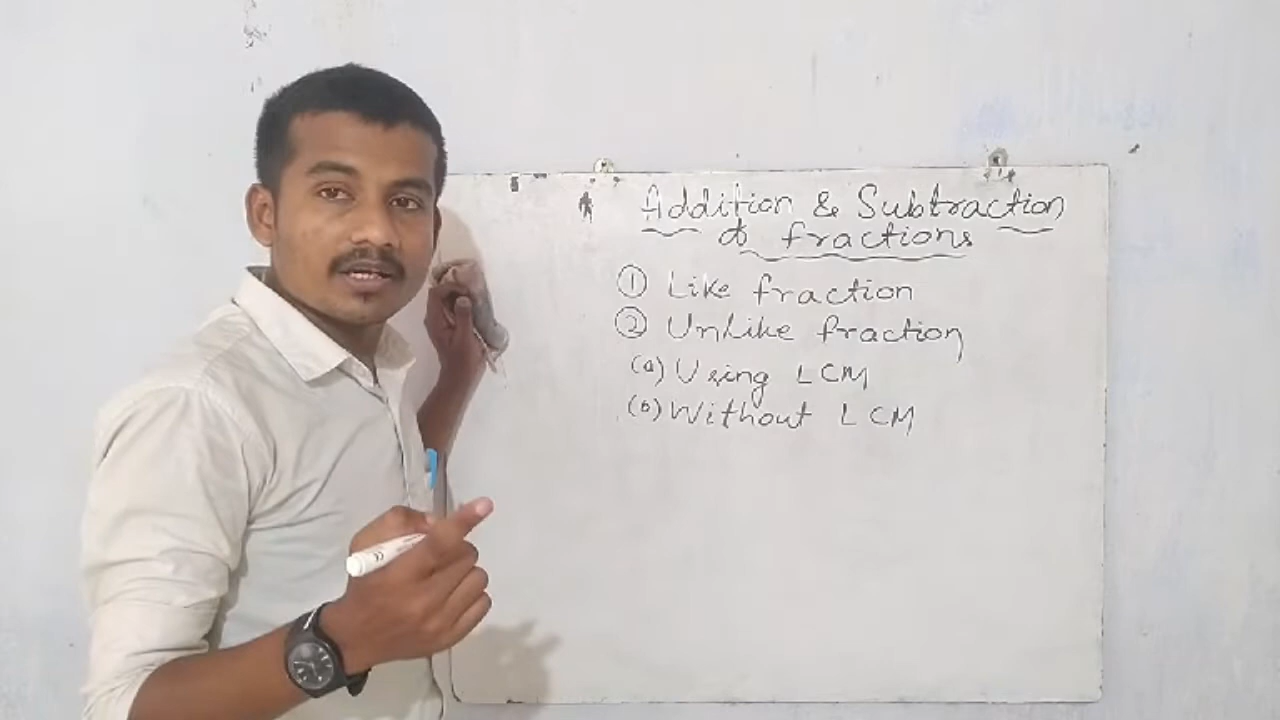 Addition & Subtraction
of fractions
① Like fraction
② Unlike fraction
(a) Using LCM
(b) Without LCM